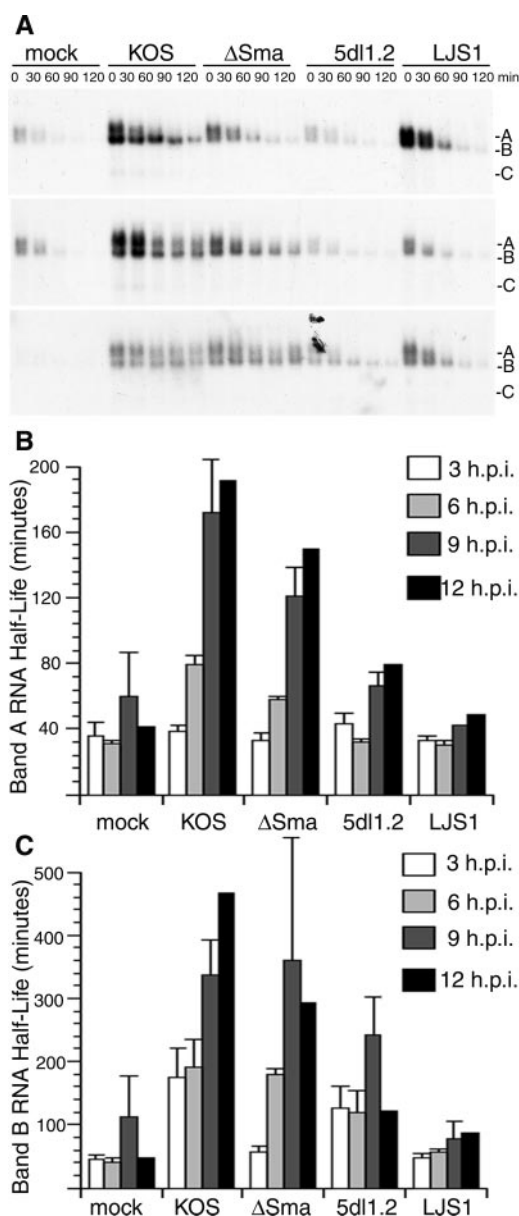 A
mock KOS ΔSma 5dl1.2 LJS1
0 30 60 90 120 0 30 60 90 120 0 30 60 90 120 0 30 60 90 120 0 30 60 90 120 min
-A
-B
-C
-A
-B
-C
-A
-B
-C
B
Band A RNA Half-Life (minutes)
200
160
120
80
40
3 h.p.i.
6 h.p.i.
9 h.p.i.
12 h.p.i.
mock KOS ΔSma 5dl1.2 LJS1
C
Band B RNA Half-Life (minutes)
500
400
300
200
100
3 h.p.i.
6 h.p.i.
9 h.p.i.
12 h.p.i.
mock KOS ΔSma 5dl1.2 LJS1